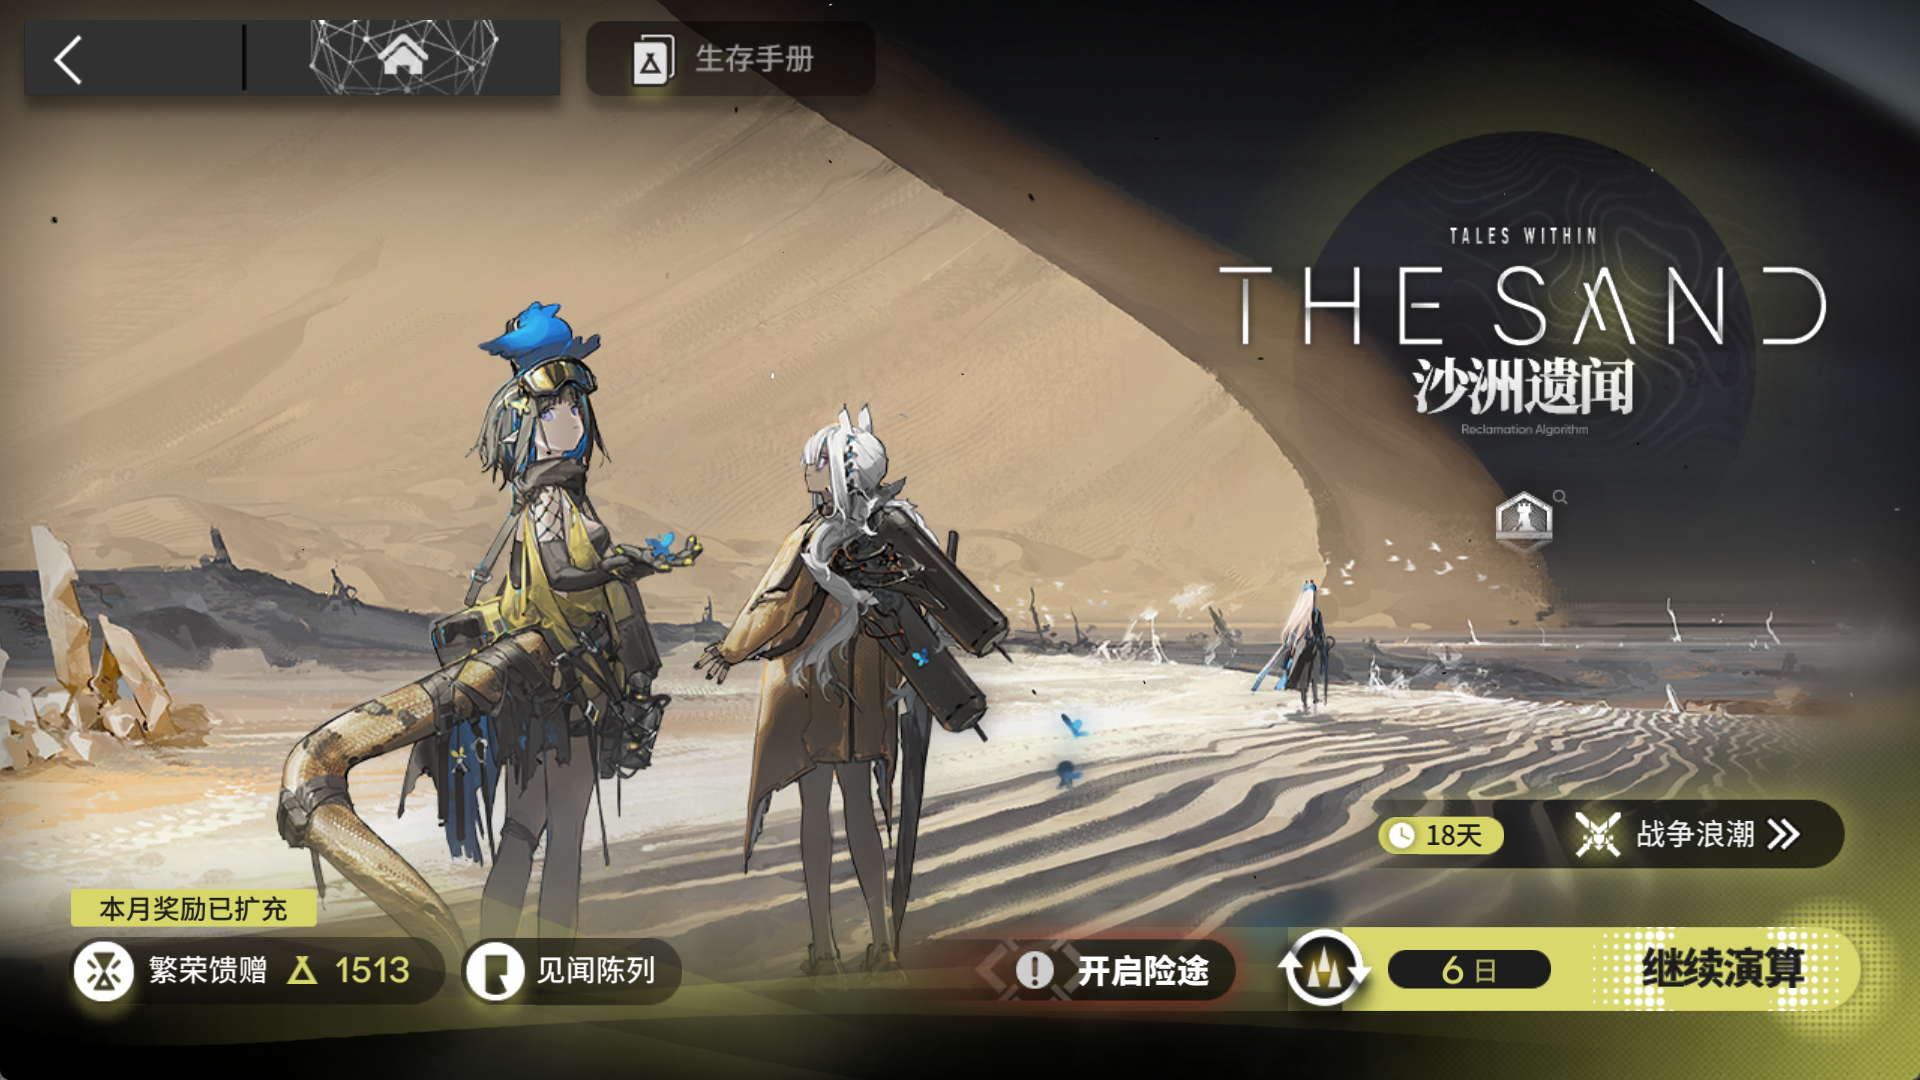 生存手册
TALES WITHIN
THE SAND
沙洲遗闻
Reclamation Algorithm
18天
战争浪潮
本月奖励已扩充
繁荣馈赠 1513
见闻陈列
开启险途
6日
继续演算